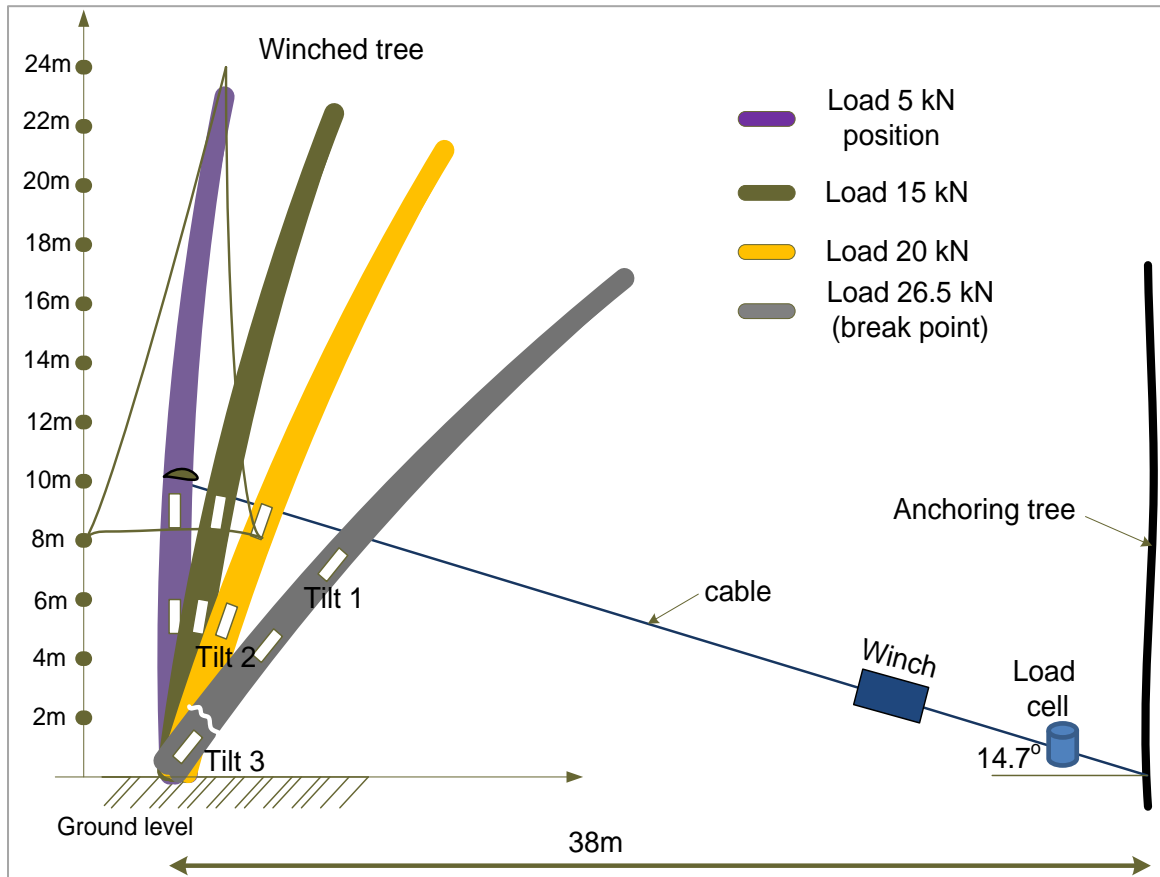 Winched tree
24m
22m
20m
18m
16m
14m
12m
10m
8m
6m
4m
2m
Load 5 kN
position
Load 15 kN
Load 20 kN
Load 26.5 kN
(break point)
Anchoring tree
cable
Tilt 1
Tilt 2
Tilt 3
Winch
Load
cell
14.7°
Ground level
38m